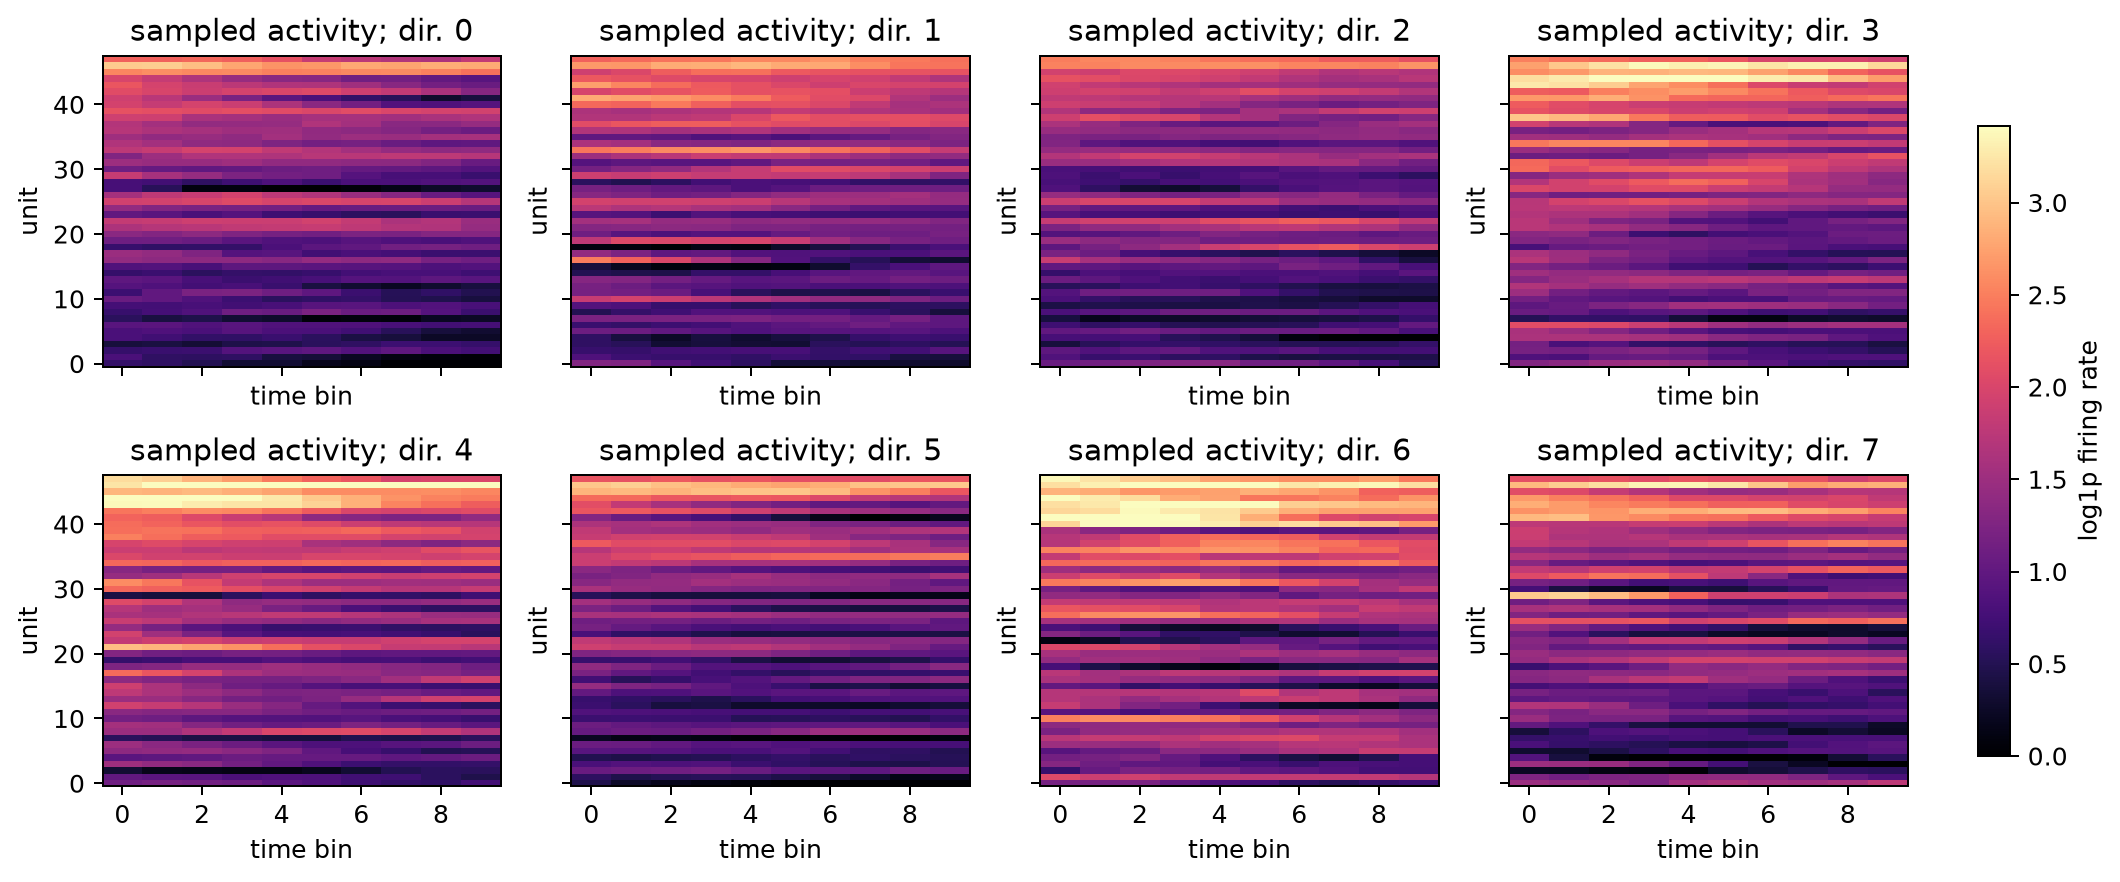 sampled activity; dir. 0
sampled activity; dir. 1
sampled activity; dir. 2
sampled activity; dir. 3
unit
40
30
20
10
0
time bin
unit
time bin
unit
time bin
unit
time bin
sampled activity; dir. 4
sampled activity; dir. 5
sampled activity; dir. 6
sampled activity; dir. 7
unit
40
30
20
10
0
0 2 4 6 8
time bin
unit
0 2 4 6 8
time bin
unit
0 2 4 6 8
time bin
unit
0 2 4 6 8
time bin
3.0
2.5
2.0
1.5
1.0
0.5
0.0
log1p firing rate